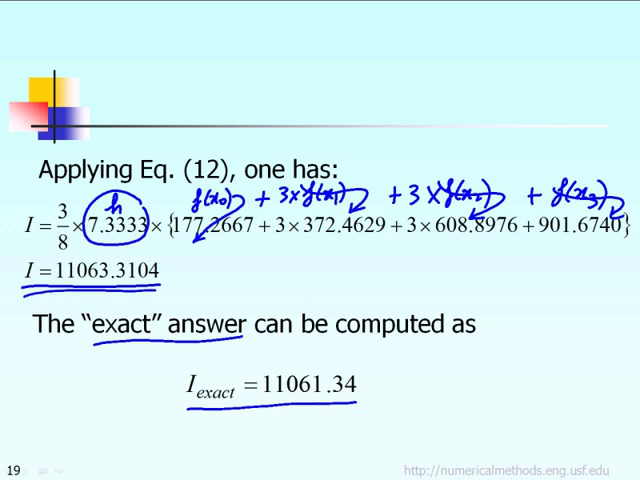 Applying Eq. (12), one has:
h f(x₀) + 3×f(x₁) + 3×f(x₂) + f(x₃)
I = 3/8 × 7.3333 × {177.2667 + 3 × 372.4629 + 3 × 608.8976 + 901.6740}
I = 11063.3104
The “exact” answer can be computed as
I_exact = 11061.34
19 http://numericalmethods.eng.usf.edu